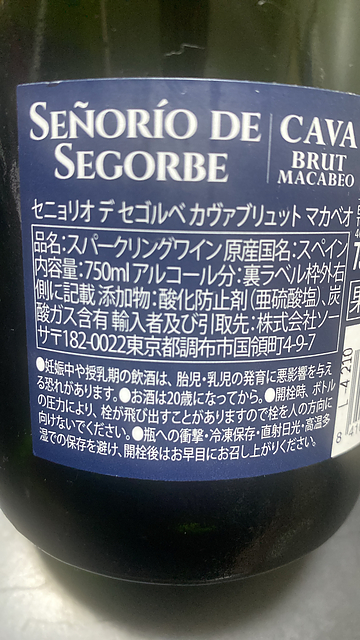 SEÑORÍO DE
SEGORBE
CAVA
BRUT
MACABEO
セニョリオ デ セゴルベ カヴァブリュット マカベオ
品名:スパークリングワイン 原産国名:スペイン
内容量:750ml アルコール分:裏ラベル枠外右
側に記載 添加物:酸化防止剤(亜硫酸塩)、炭
酸ガス含有 輸入者及び引取先:株式会社ソー
サ〒182-0022東京都調布市国領町4-9-7
●妊娠中や授乳期の飲酒は、胎児・乳児の発育に悪影響を与え
る恐れがあります。●お酒は20歳になってから。●開栓時、ボトル
の圧力により、栓が飛び出すことがありますので栓を人の方向に
向けないでください。●瓶への衝撃・冷凍保存・直射日光・高温多
湿での保存を避け、開栓後はお早目にお召し上がりください。
L-4 210